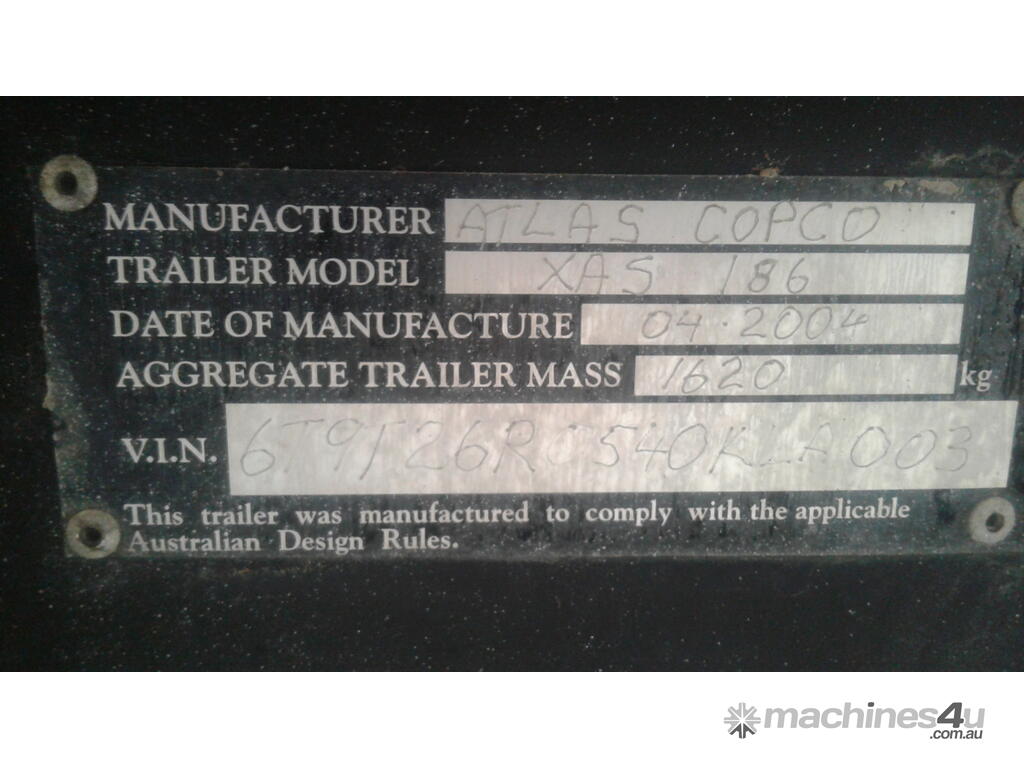 MANUFACTURER ATLAS COPCO
TRAILER MODEL XAS 186
DATE OF MANUFACTURE 04·2004
AGGREGATE TRAILER MASS 1620 kg
V.I.N.
This trailer was manufactured to comply with the applicable
Australian Design Rules.
machines4u
.com.au